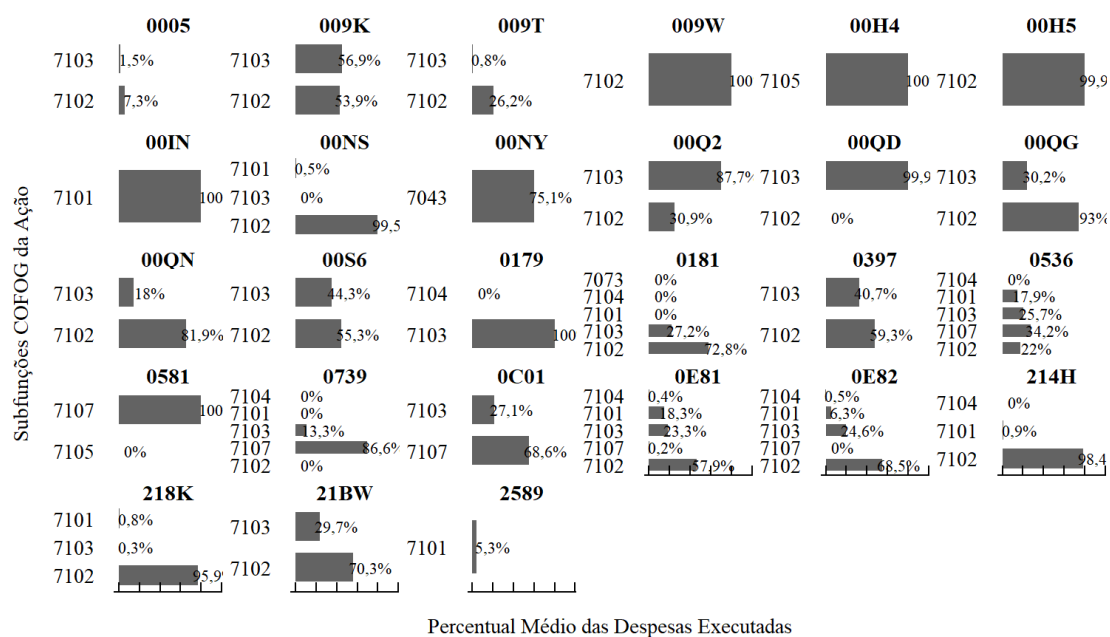 0005 009K 009T 009W 00H4 00H5
7103 1,5% 7103 56,9% 7103 0,8%
7102 100 7105 100 7102 99,9
7102 7,3% 7102 53,9% 7102 26,2%
00IN 00NS 00NY 00Q2 00QD 00QG
7101 0,5%
7103 87,7% 7103 99,9 7103 30,2%
7101 100 7103 0% 7043 75,1%
7102 99,5 7102 30,9% 7102 0% 7102 93%
00QN 00S6 0179 0181 0397 0536
7073 0% 7104 0%
7103 18% 7103 44,3% 7104 0% 7104 0% 7103 40,7% 7101 17,9%
7101 0% 7103 25,7%
7103 27,2% 7107 34,2%
7102 81,9% 7102 55,3% 7103 100 7102 72,8% 7102 59,3% 7102 22%
0581 0739 0C01 0E81 0E82 214H
7104 0% 7104 0,4% 7104 0,5% 7104 0%
7107 100 7101 0% 7103 27,1% 7101 18,3% 7101 6,3%
7103 13,3% 7103 23,3% 7103 24,6% 7101 0,9%
7105 0% 7107 86,6% 7107 68,6% 7107 0,2% 7107 0%
7102 0% 7102 57,9% 7102 68,5% 7102 98,4
218K 21BW 2589
7101 0,8% 7103 29,7%
7103 0,3% 7101 5,3%
7102 95,9% 7102 70,3%
Subfunções COFOG da Ação
Percentual Médio das Despesas Executadas